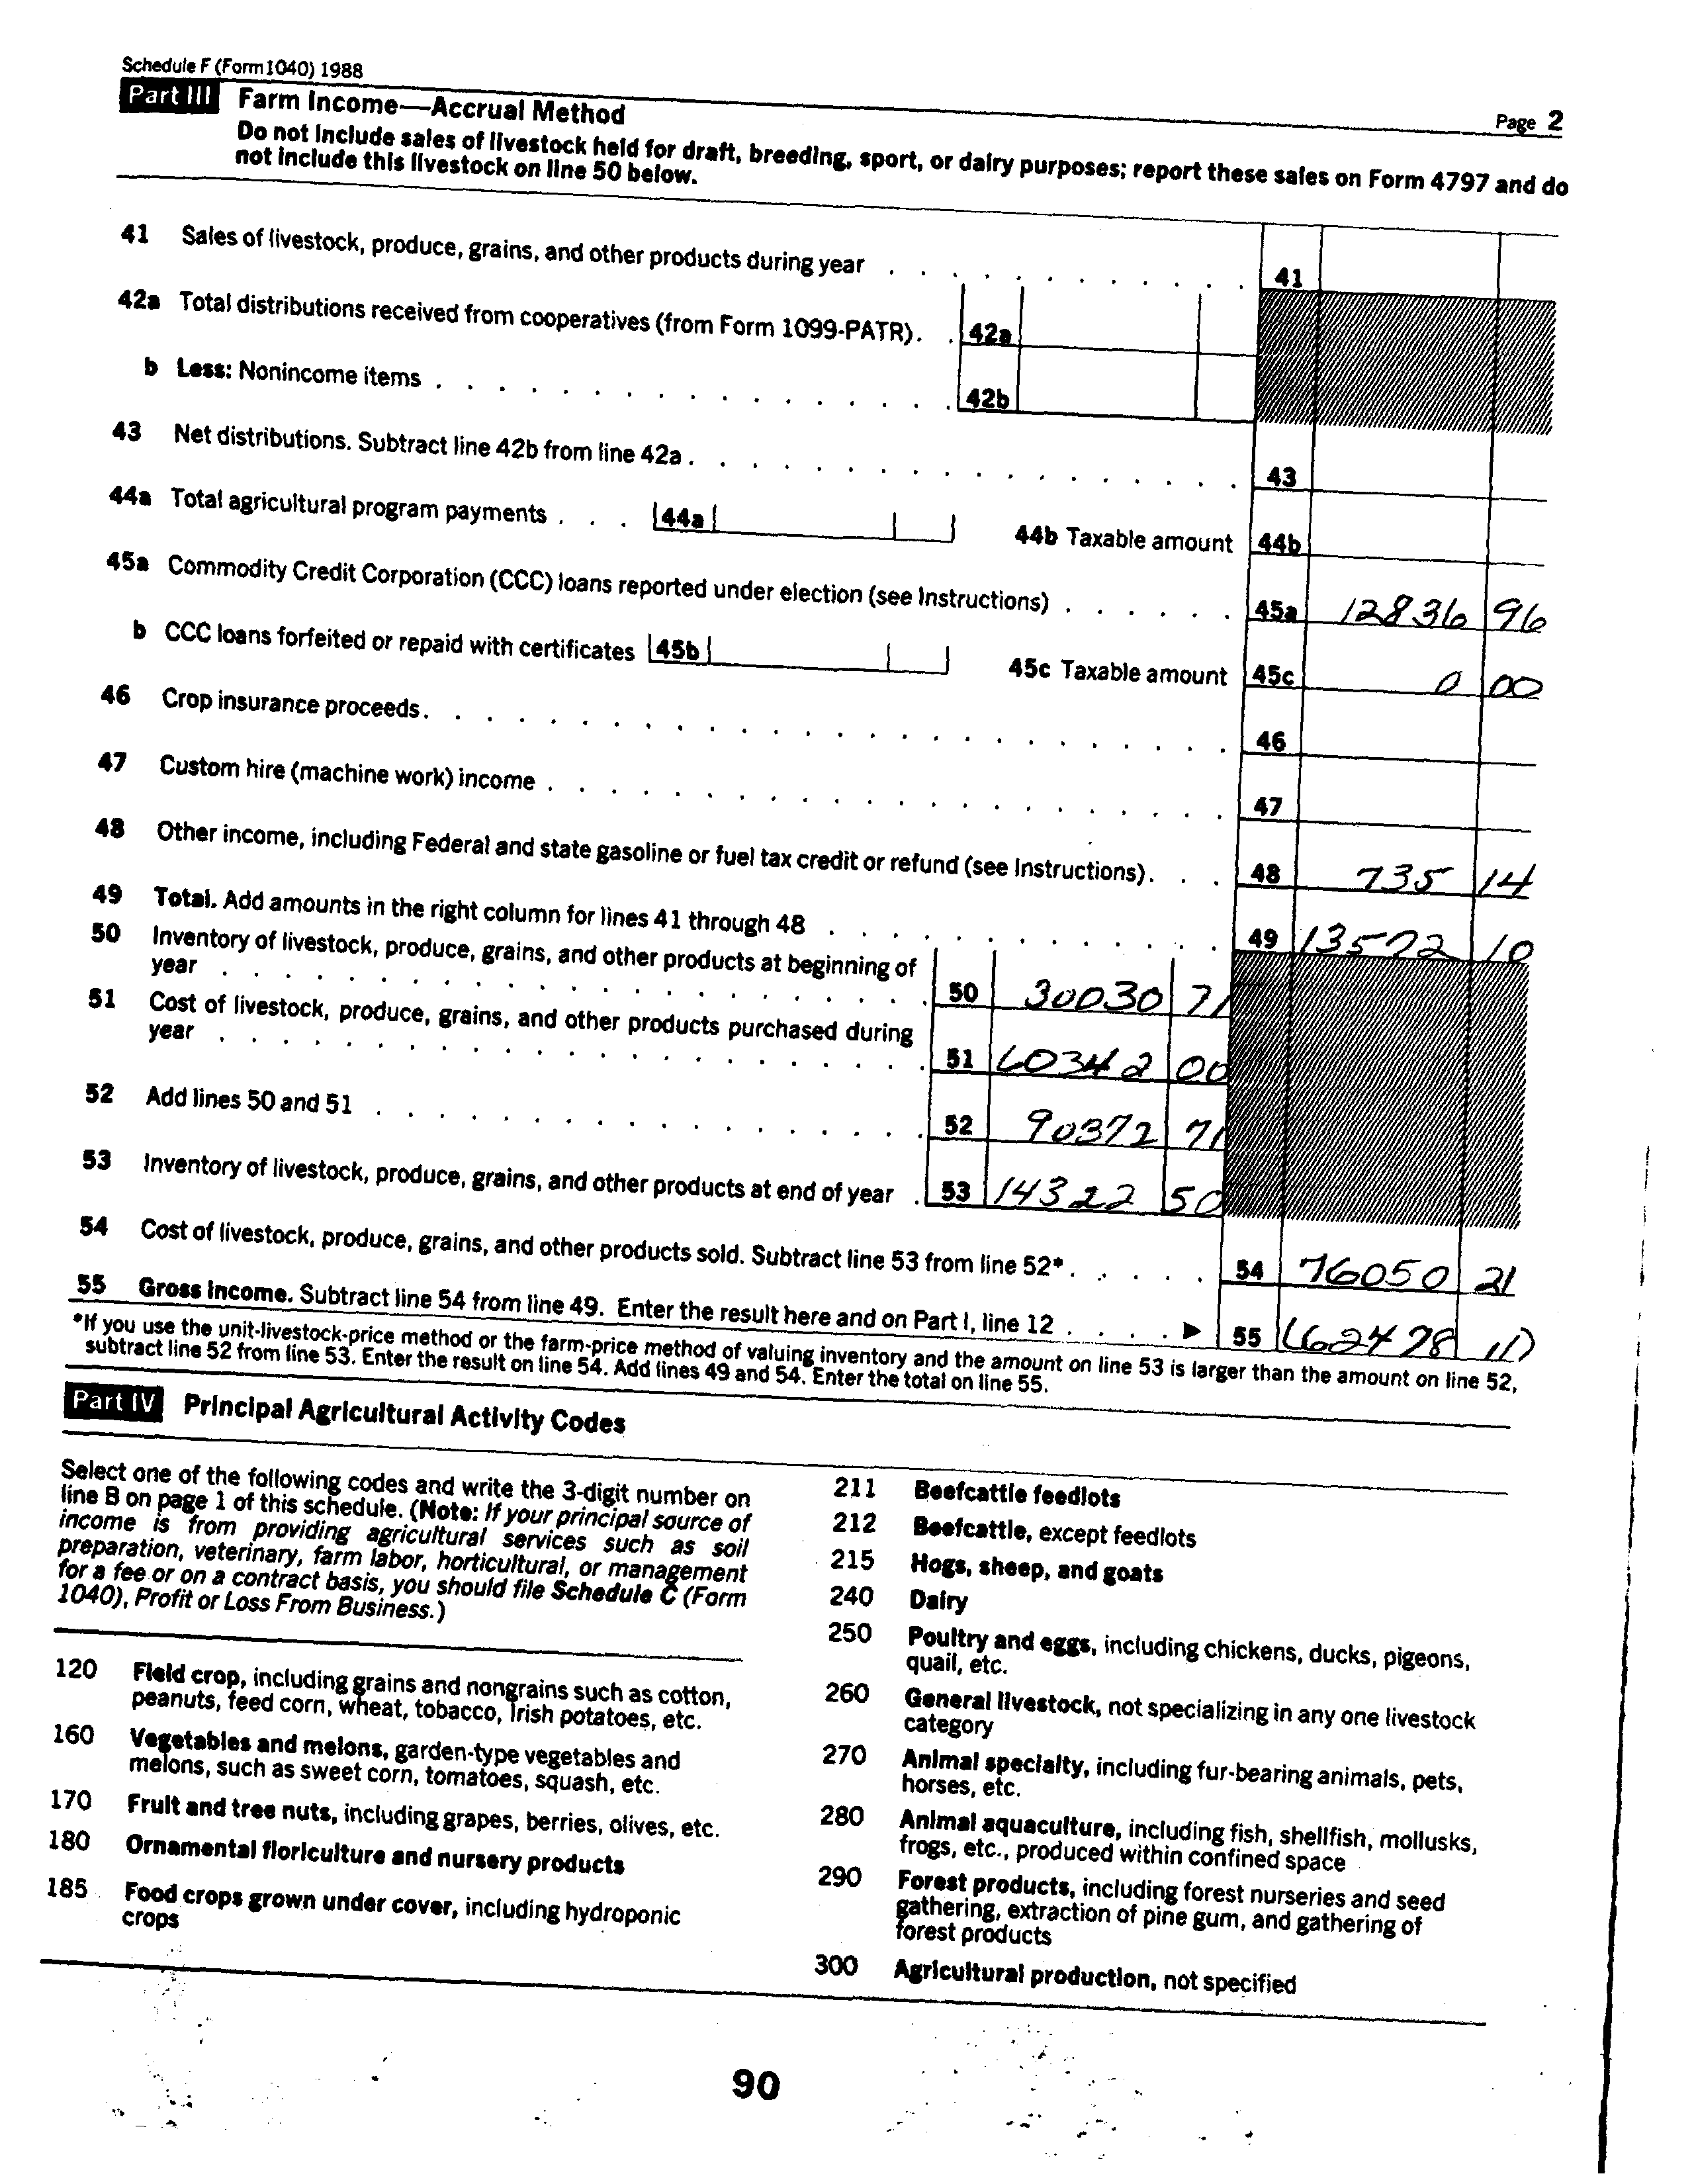 Schedule F (Form 1040) 1988
Page 2
Part III Farm Income—Accrual Method
Do not include sales of livestock held for draft, breeding, sport, or dairy purposes; report these sales on Form 4797 and do
not include this livestock on line 50 below.
41 Sales of livestock, produce, grains, and other products during year . . . . . . . . . . . 41
42a Total distributions received from cooperatives (from Form 1099-PATR) . . 42a
b Less: Nonincome items . . . . . . . . . . . . . . . . . 42b
43 Net distributions. Subtract line 42b from line 42a . . . . . . . . . . . . . . . . . . 43
44a Total agricultural program payments . . . 44a 44b Taxable amount 44b
45a Commodity Credit Corporation (CCC) loans reported under election (see Instructions) . . . . . . 45a 12836 96
b CCC loans forfeited or repaid with certificates 45b 45c Taxable amount 45c 0 00
46 Crop insurance proceeds . . . . . . . . . . . . . . . . . . . . . . . . . . 46
47 Custom hire (machine work) income . . . . . . . . . . . . . . . . . . . . . . 47
48 Other income, including Federal and state gasoline or fuel tax credit or refund (see Instructions) . . . 48 735 14
49 Total. Add amounts in the right column for lines 41 through 48 . . . . . . . . . . . . . 49 13572 10
50 Inventory of livestock, produce, grains, and other products at beginning of
year . . . . . . . . . . . . . . . . . . . . . . . 50 30030 71
51 Cost of livestock, produce, grains, and other products purchased during
year . . . . . . . . . . . . . . . . . . . . . . . 51 60342 00
52 Add lines 50 and 51 . . . . . . . . . . . . . . . . . . 52 90372 71
53 Inventory of livestock, produce, grains, and other products at end of year . 53 14322 50
54 Cost of livestock, produce, grains, and other products sold. Subtract line 53 from line 52* . . . . . 54 76050 21
55 Gross income. Subtract line 54 from line 49. Enter the result here and on Part I, line 12 . . . . ▶ 55 (62478 11)
*If you use the unit-livestock-price method or the farm-price method of valuing inventory and the amount on line 53 is larger than the amount on line 52,
subtract line 52 from line 53. Enter the result on line 54. Add lines 49 and 54. Enter the total on line 55.
Part IV Principal Agricultural Activity Codes
Select one of the following codes and write the 3-digit number on
line B on page 1 of this schedule. (Note: If your principal source of
income is from providing agricultural services such as soil
preparation, veterinary, farm labor, horticultural, or management
for a fee or on a contract basis, you should file Schedule C (Form
1040), Profit or Loss From Business.)
120 Field crop, including grains and nongrains such as cotton,
peanuts, feed corn, wheat, tobacco, Irish potatoes, etc.
160 Vegetables and melons, garden-type vegetables and
melons, such as sweet corn, tomatoes, squash, etc.
170 Fruit and tree nuts, including grapes, berries, olives, etc.
180 Ornamental floriculture and nursery products
185 Food crops grown under cover, including hydroponic
crops
211 Beefcattle feedlots
212 Beefcattle, except feedlots
215 Hogs, sheep, and goats
240 Dairy
250 Poultry and eggs, including chickens, ducks, pigeons,
quail, etc.
260 General livestock, not specializing in any one livestock
category
270 Animal specialty, including fur-bearing animals, pets,
horses, etc.
280 Animal aquaculture, including fish, shellfish, mollusks,
frogs, etc., produced within confined space
290 Forest products, including forest nurseries and seed
gathering, extraction of pine gum, and gathering of
forest products
300 Agricultural production, not specified
90